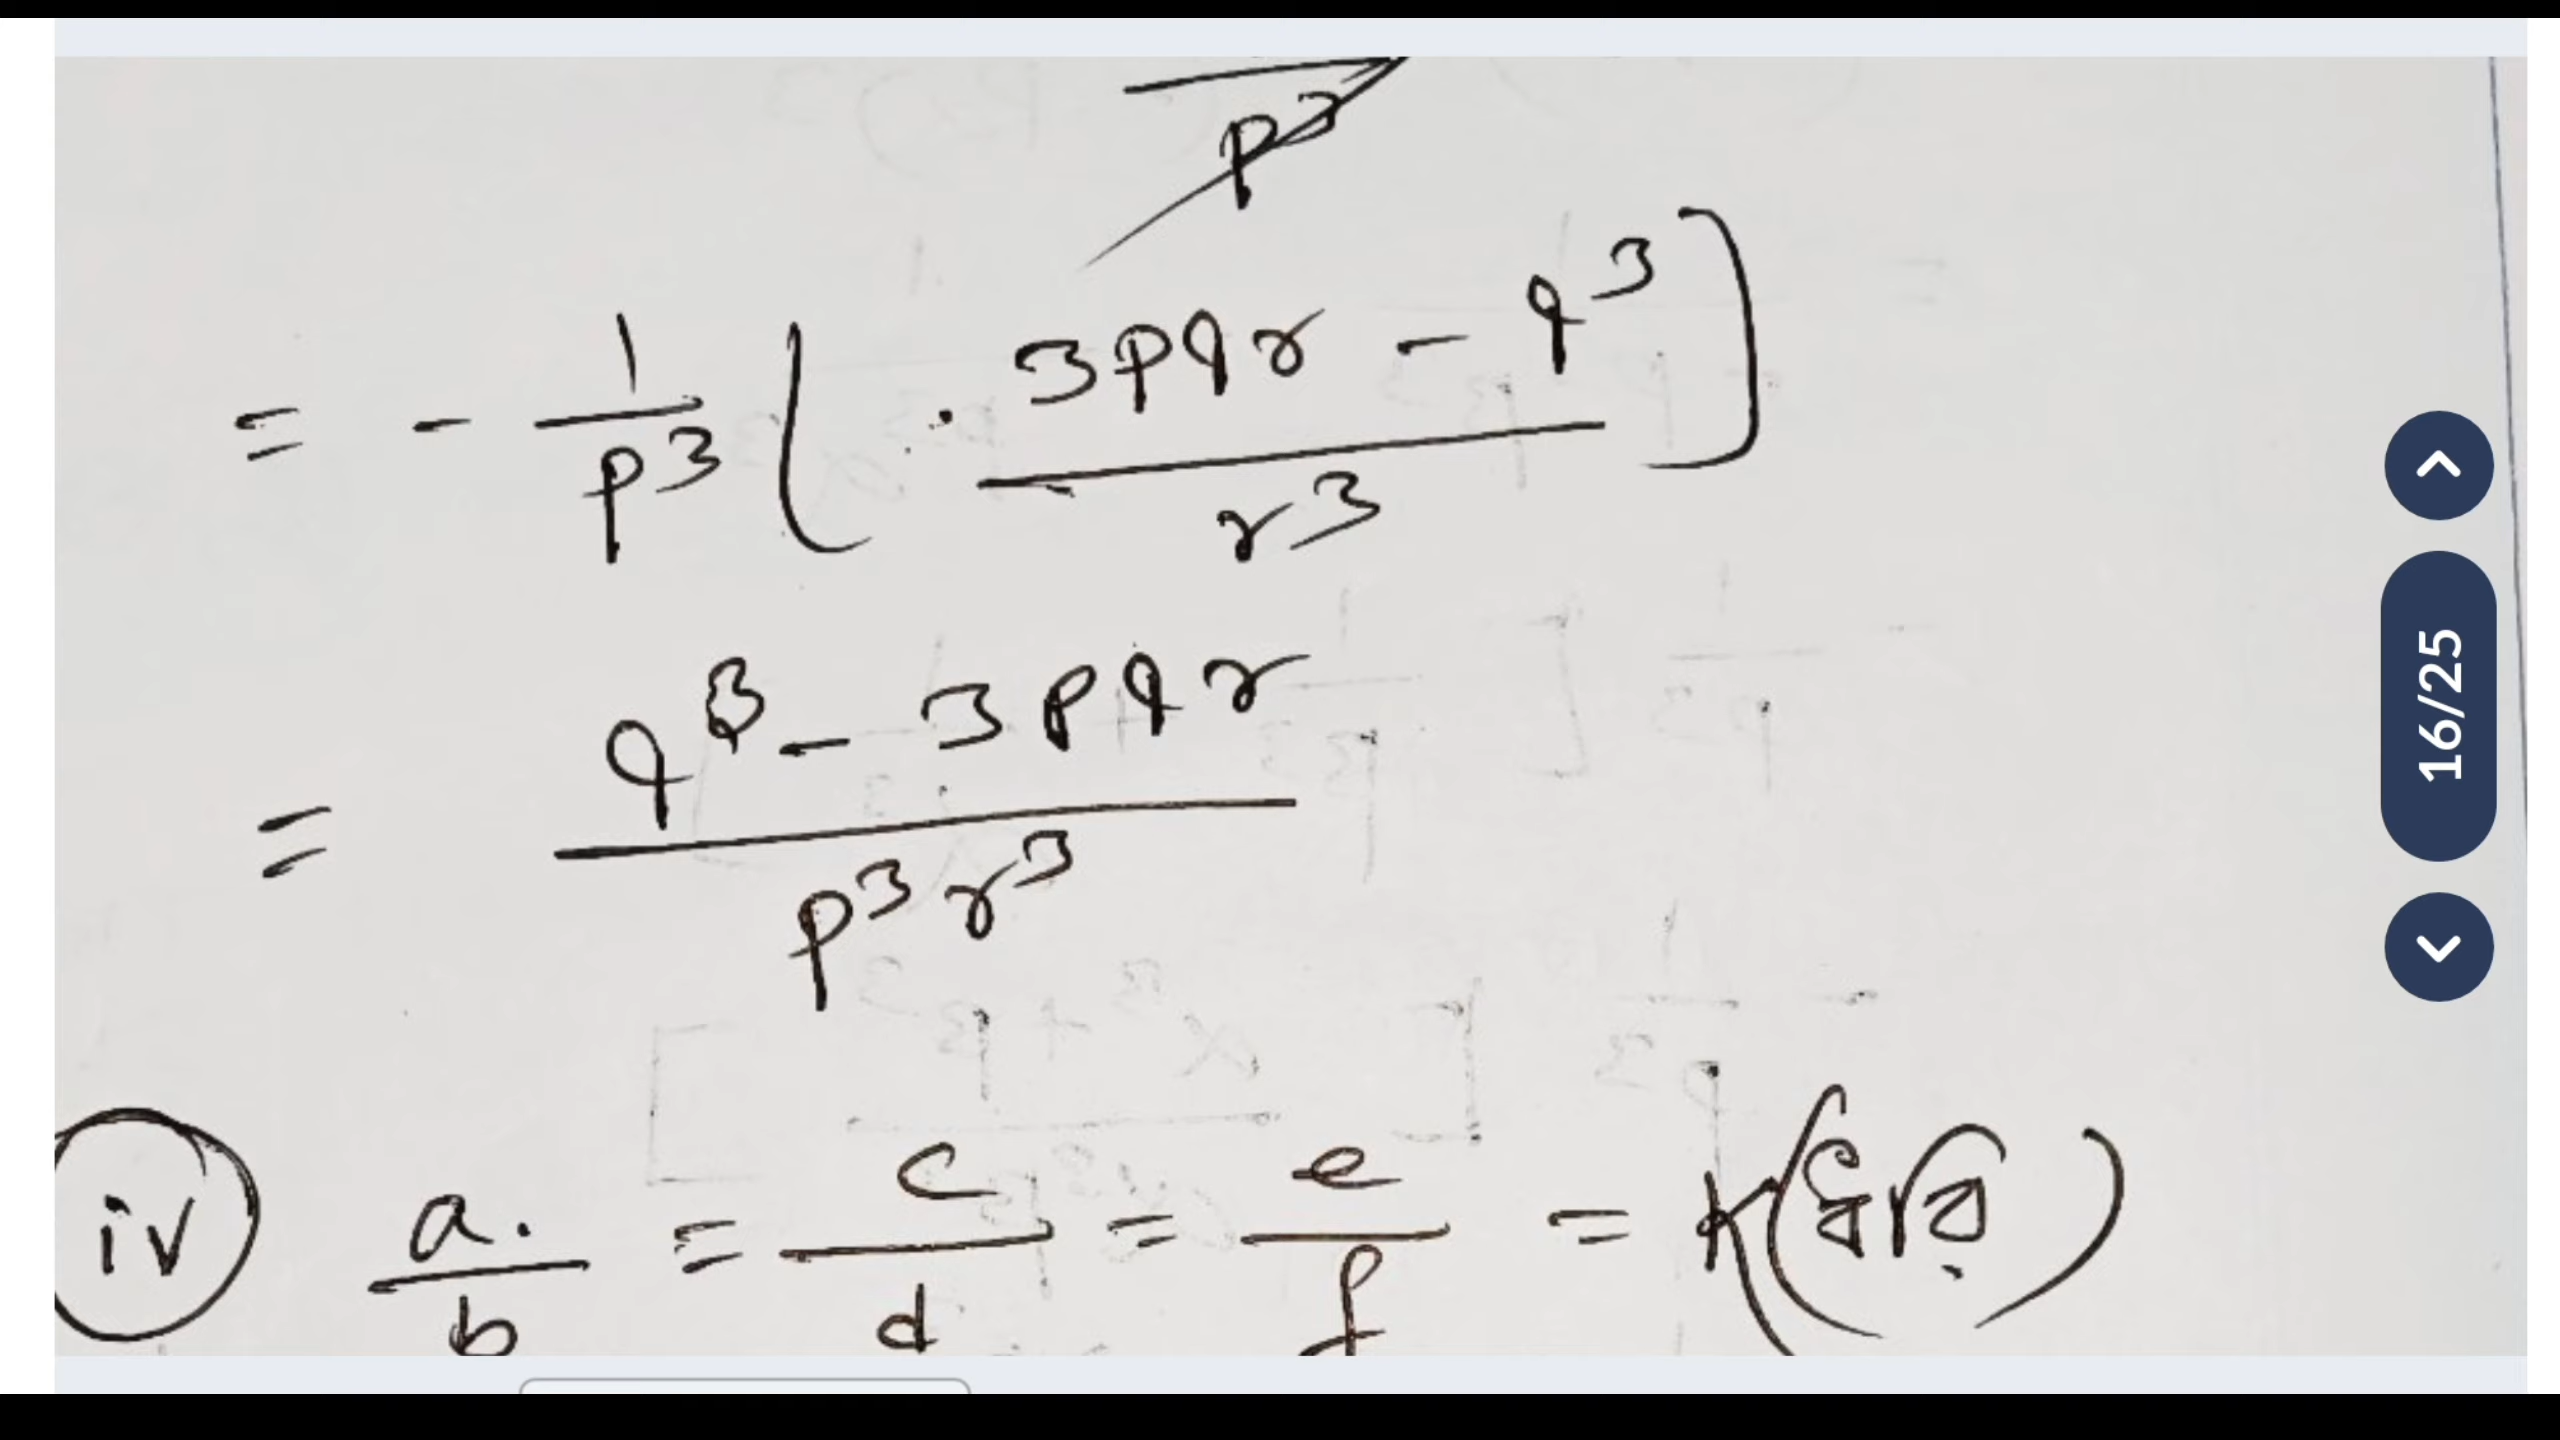 p³
= - 1/p³ [ 3pqr - q³ / r³ ]
= q³ - 3pqr / p³r³
iv a/b = c/d = e/f = K (ধরি)
16/25